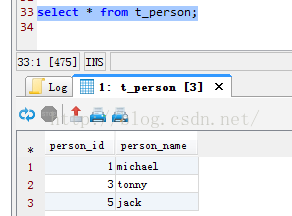 33 select * from t_person;
34
33:1 [475] INS
Log 1: t_person [3] ×
http://blog.csdn.net/
* person_id person_name
1 1 michael
2 3 tonny
3 5 jack